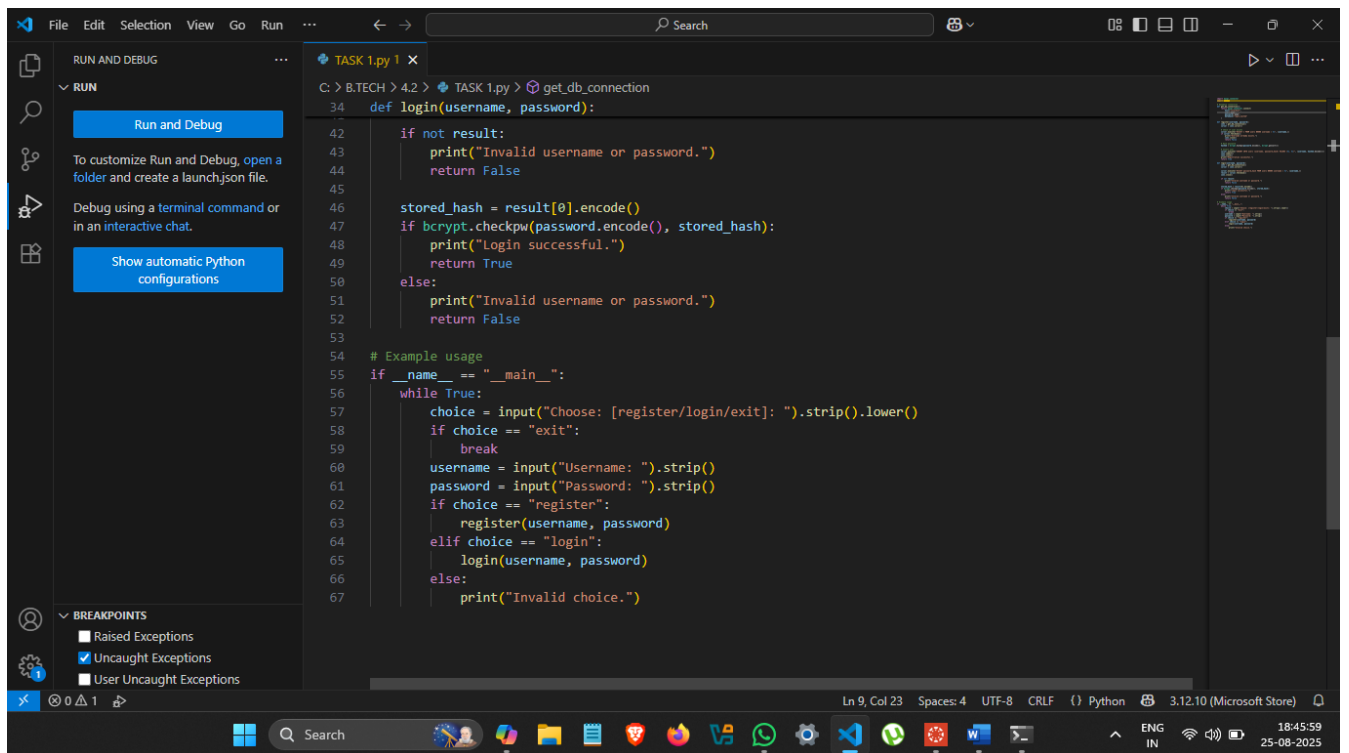 File Edit Selection View Go Run ··· Search
RUN AND DEBUG ···
RUN
Run and Debug
To customize Run and Debug, open a
folder and create a launch.json file.
Debug using a terminal command or
in an interactive chat.
Show automatic Python
configurations
BREAKPOINTS
Raised Exceptions
Uncaught Exceptions
User Uncaught Exceptions
1
TASK 1.py 1
C: > B.TECH > 4.2 > TASK 1.py > get_db_connection
34 def login(username, password):
42 if not result:
43 print("Invalid username or password.")
44 return False
45
46 stored_hash = result[0].encode()
47 if bcrypt.checkpw(password.encode(), stored_hash):
48 print("Login successful.")
49 return True
50 else:
51 print("Invalid username or password.")
52 return False
53
54 # Example usage
55 if __name__ == "__main__":
56 while True:
57 choice = input("Choose: [register/login/exit]: ").strip().lower()
58 if choice == "exit":
59 break
60 username = input("Username: ").strip()
61 password = input("Password: ").strip()
62 if choice == "register":
63 register(username, password)
64 elif choice == "login":
65 login(username, password)
66 else:
67 print("Invalid choice.")
0 1 Ln 9, Col 23 Spaces: 4 UTF-8 CRLF {} Python 3.12.10 (Microsoft Store)
Search ENG
IN
18:45:59
25-08-2025